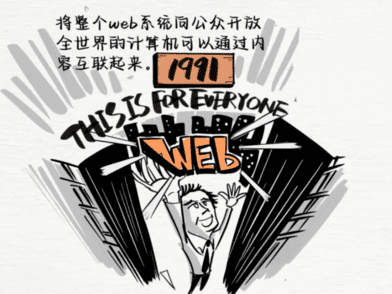 将整个web系统向公众开放
全世界的计算机可以通过内
容互联起来.
1991
THIS IS FOR EVERYONE
WEb